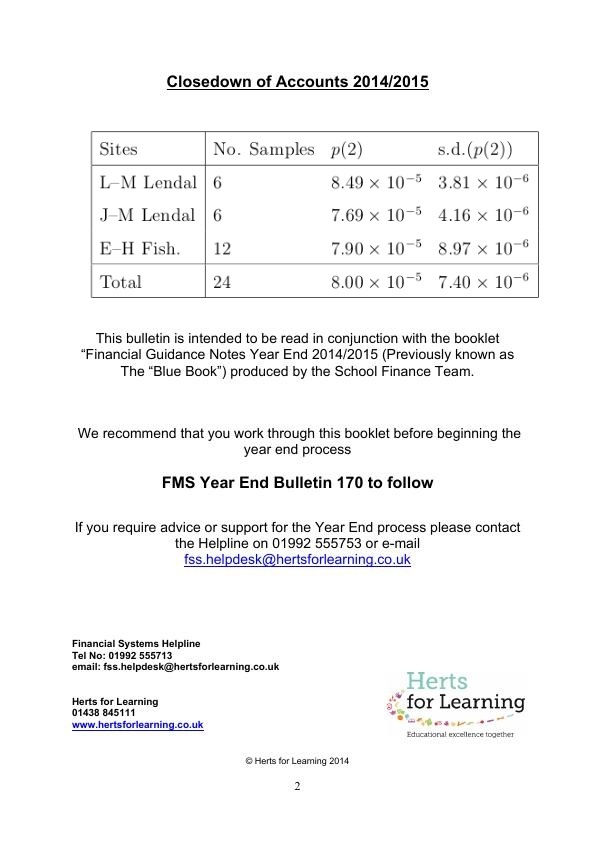 Closedown of Accounts 2014/2015
Sites No. Samples p(2) s.d.(p(2))
L–M Lendal 6 8.49 × 10⁻⁵ 3.81 × 10⁻⁶
J–M Lendal 6 7.69 × 10⁻⁵ 4.16 × 10⁻⁶
E–H Fish. 12 7.90 × 10⁻⁵ 8.97 × 10⁻⁶
Total 24 8.00 × 10⁻⁵ 7.40 × 10⁻⁶
This bulletin is intended to be read in conjunction with the booklet
“Financial Guidance Notes Year End 2014/2015 (Previously known as
The “Blue Book”) produced by the School Finance Team.
We recommend that you work through this booklet before beginning the
year end process
FMS Year End Bulletin 170 to follow
If you require advice or support for the Year End process please contact
the Helpline on 01992 555753 or e-mail
fss.helpdesk@hertsforlearning.co.uk
Financial Systems Helpline
Tel No: 01992 555713
email: fss.helpdesk@hertsforlearning.co.uk
Herts for Learning
01438 845111
www.hertsforlearning.co.uk
Herts
for Learning
Educational excellence together
© Herts for Learning 2014
2